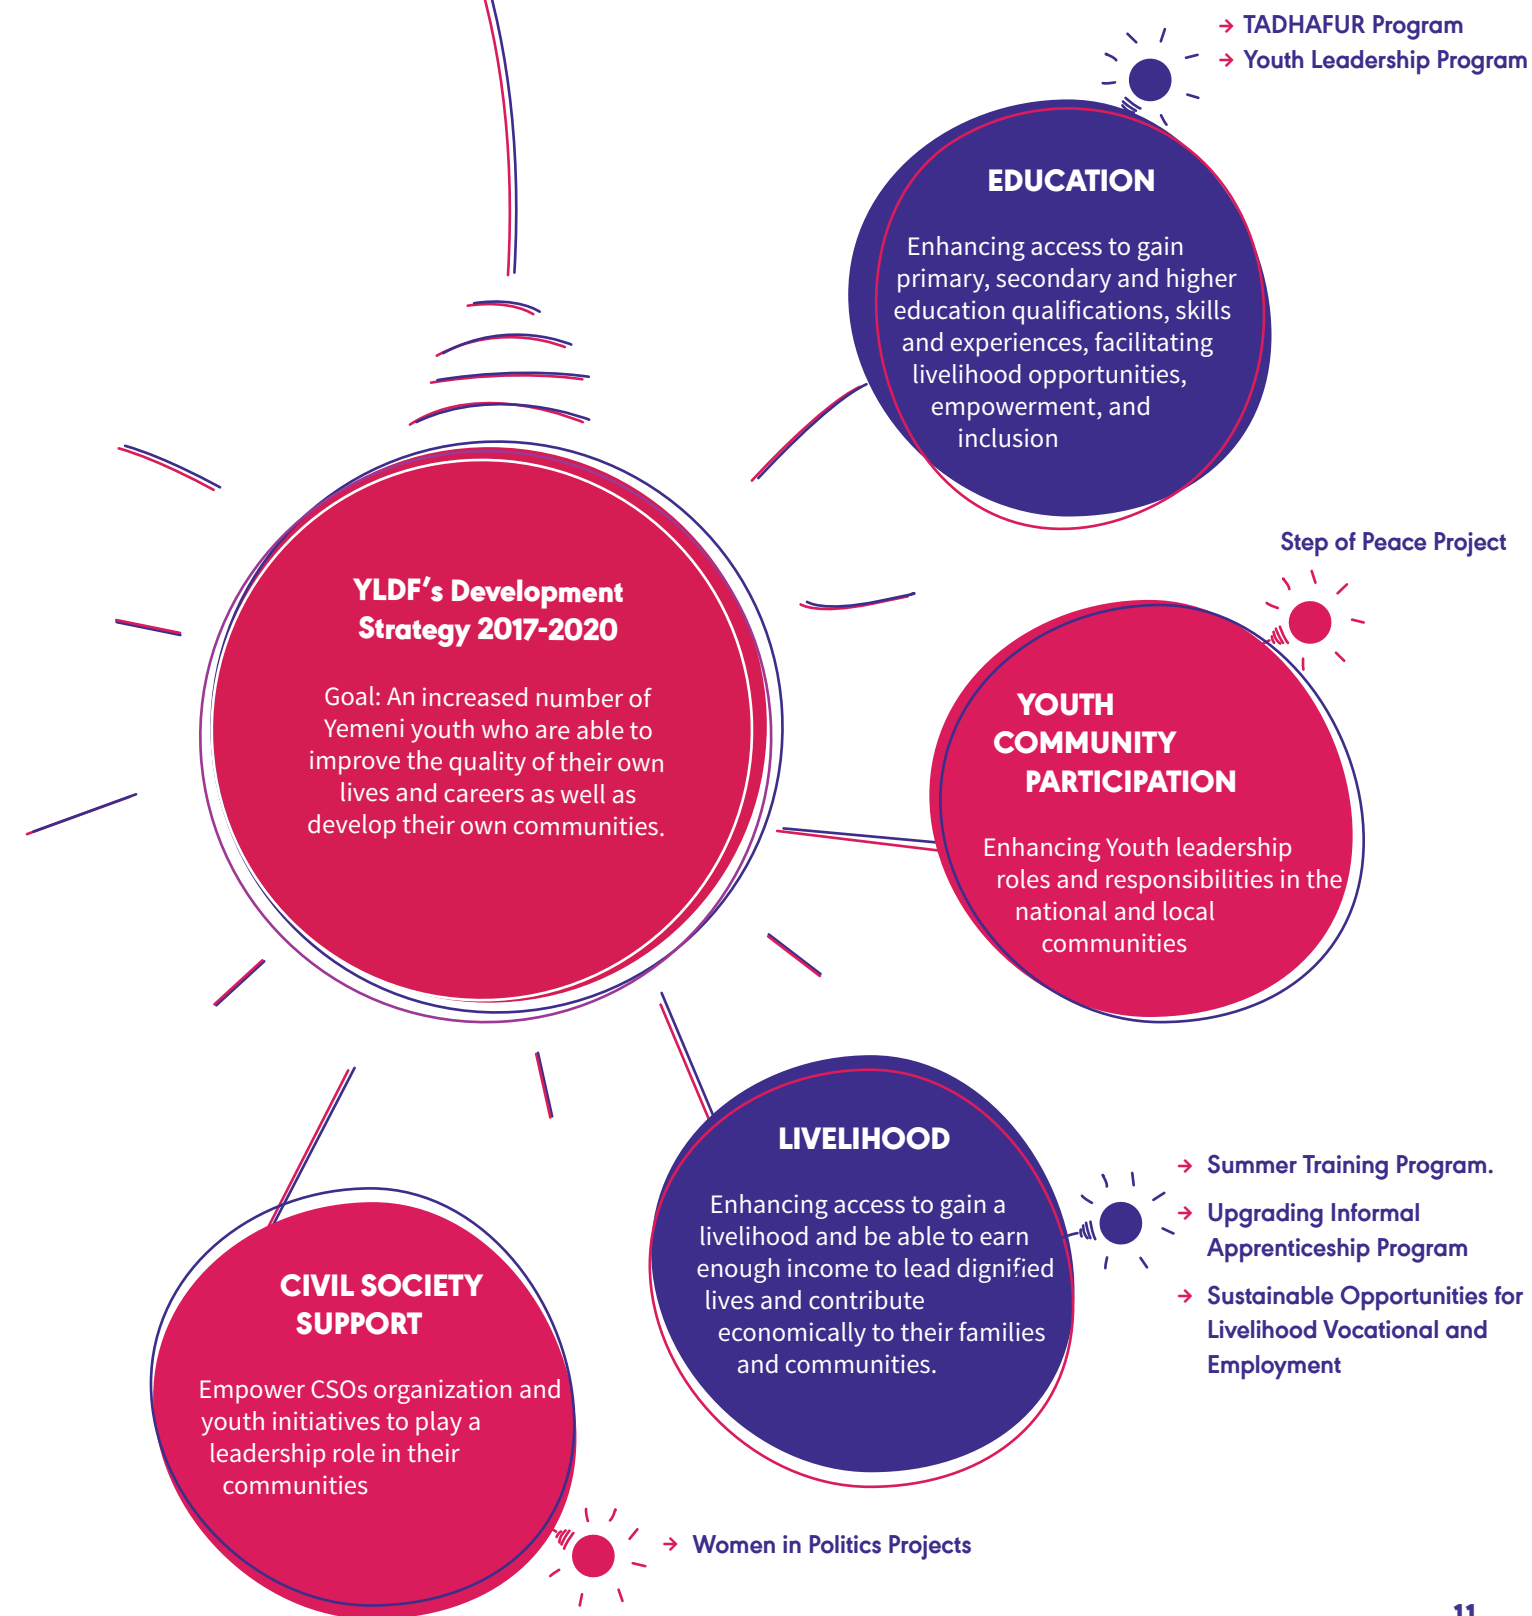 → TADHAFUR Program
→ Youth Leadership Program
EDUCATION
Enhancing access to gain
primary, secondary and higher
education qualifications, skills
and experiences, facilitating
livelihood opportunities,
empowerment, and
inclusion
Step of Peace Project
YLDF's Development
Strategy 2017-2020
Goal: An increased number of
Yemeni youth who are able to
improve the quality of their own
lives and careers as well as
develop their own communities.
YOUTH
COMMUNITY
PARTICIPATION
Enhancing Youth leadership
roles and responsibilities in the
national and local
communities
LIVELIHOOD
Enhancing access to gain a
livelihood and be able to earn
enough income to lead dignified
lives and contribute
economically to their families
and communities.
→ Summer Training Program.
→ Upgrading Informal
Apprenticeship Program
→ Sustainable Opportunities for
Livelihood Vocational and
Employment
CIVIL SOCIETY
SUPPORT
Empower CSOs organization and
youth initiatives to play a
leadership role in their
communities
→ Women in Politics Projects
11